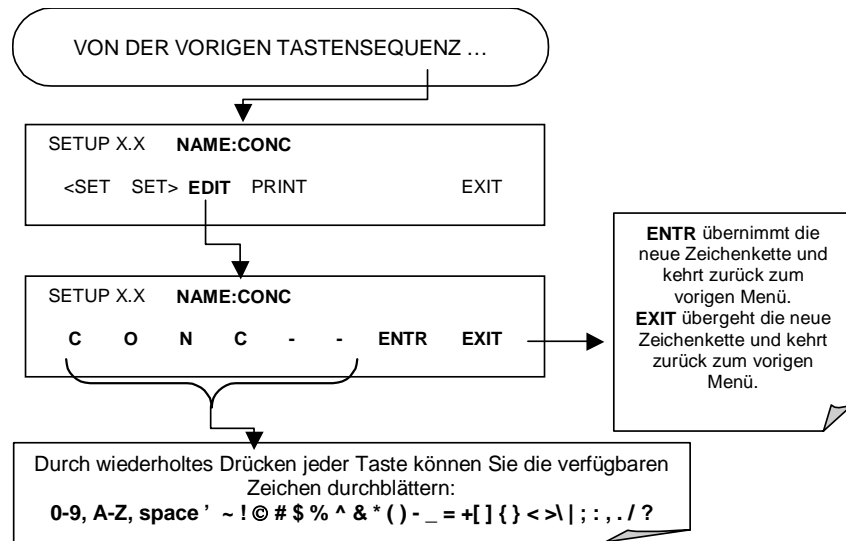 VON DER VORIGEN TASTENSEQUENZ ...
SETUP X.X NAME:CONC
<SET SET> EDIT PRINT EXIT
SETUP X.X NAME:CONC
C O N C - - ENTR EXIT
ENTR übernimmt die
neue Zeichenkette und
kehrt zurück zum
vorigen Menü.
EXIT übergeht die neue
Zeichenkette und kehrt
zurück zum vorigen
Menü.
Durch wiederholtes Drücken jeder Taste können Sie die verfügbaren
Zeichen durchblättern:
0-9, A-Z, space ’ ~ ! © # $ % ^ & * ( ) - _ = +[ ] { } < >\ | ; : , . / ?